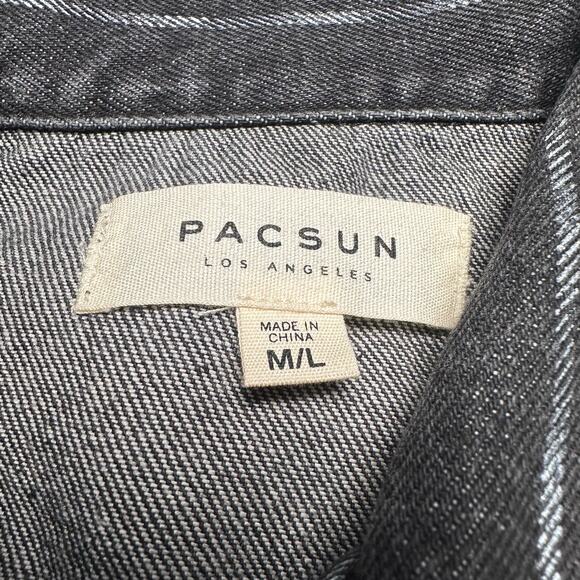 PACSUN
LOS ANGELES
MADE IN
CHINA
M/L